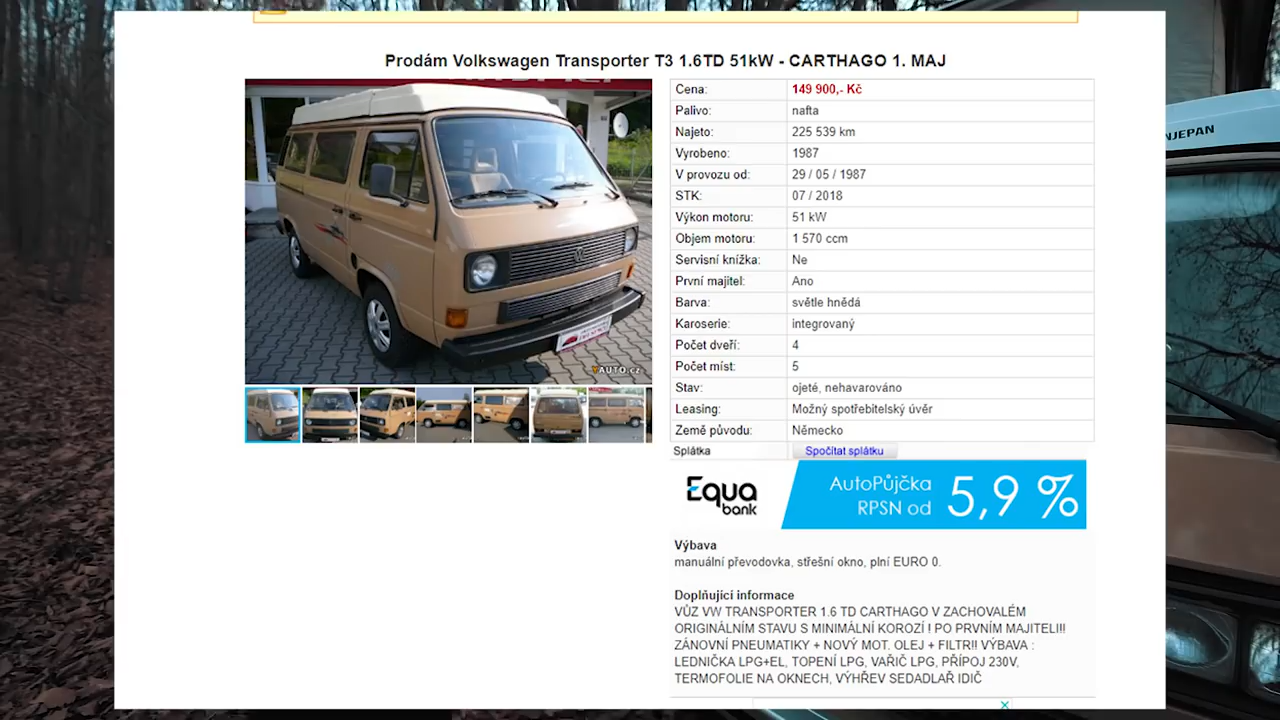 Prodám Volkswagen Transporter T3 1.6TD 51kW - CARTHAGO 1. MAJ
Cena: 149 900,- Kč
Palivo: nafta
Najeto: 225 539 km
Vyrobeno: 1987
V provozu od: 29 / 05 / 1987
STK: 07 / 2018
Výkon motoru: 51 kW
Objem motoru: 1 570 ccm
Servisní knížka: Ne
První majitel: Ano
Barva: světle hnědá
Karoserie: integrovaný
Počet dveří: 4
Počet míst: 5
Stav: ojeté, nehavarováno
Leasing: Možný spotřebitelský úvěr
Země původu: Německo
Splátka Spočítat splátku
AUTO.cz
Equa bank
AutoPůjčka
RPSN od 5,9 %
Výbava
manuální převodovka, střešní okno, plní EURO 0.
Doplňující informace
VŮZ VW TRANSPORTER 1.6 TD CARTHAGO V ZACHOVALÉM
ORIGINÁLNÍM STAVU S MINIMÁLNÍ KOROZÍ ! PO PRVNÍM MAJITELI!!
ZÁNOVNÍ PNEUMATIKY + NOVÝ MOT. OLEJ + FILTR!! VÝBAVA :
LEDNIČKA LPG+EL, TOPENÍ LPG, VAŘIČ LPG, PŘÍPOJ 230V,
TERMOFOLIE NA OKNECH, VÝHŘEV SEDADLAŘ IDIČ
NJEPAN